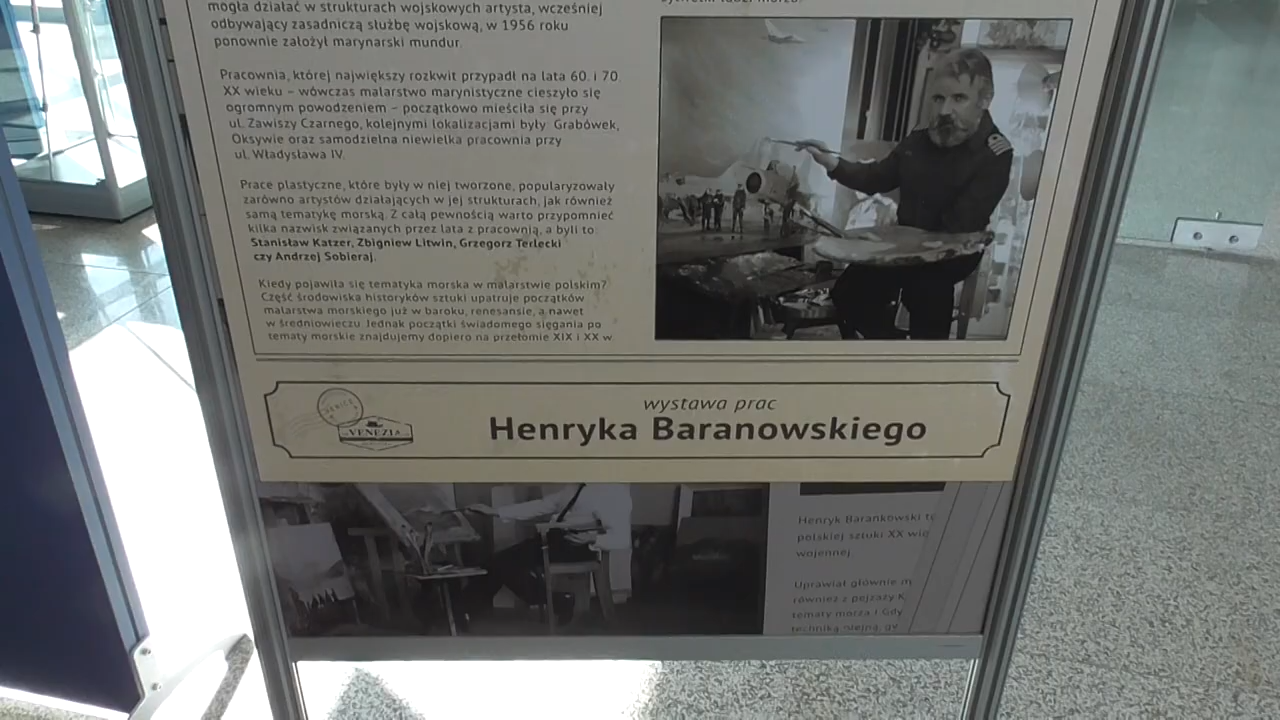 mogła działać w strukturach wojskowych artysta, wcześniej
odbywający zasadniczą służbę wojskową, w 1956 roku
ponownie założył marynarski mundur.
Pracownia, której największy rozkwit przypadł na lata 60. i 70.
XX wieku – wówczas malarstwo marynistyczne cieszyło się
ogromnym powodzeniem – początkowo mieściła się przy
ul. Zawiszy Czarnego, kolejnymi lokalizacjami były Grabówek,
Oksywie oraz samodzielna niewielka pracownia przy
ul. Władysława IV.
Prace plastyczne, które były w niej tworzone, popularyzowały
zarówno artystów działających w jej strukturach, jak również
samą tematykę morską. Z całą pewnością warto przypomnieć
kilka nazwisk związanych przez lata z pracownią, a byli to:
Stanisław Katzer, Zbigniew Litwin, Grzegorz Terlecki
czy Andrzej Sobieraj.
Kiedy pojawiła się tematyka morska w malarstwie polskim?
Część środowiska historyków sztuki upatruje początków
malarstwa morskiego już w baroku, renesansie, a nawet
w średniowieczu. Jednak początki świadomego sięgania po
tematy morskie znajdujemy dopiero na przełomie XIX i XX w
VENICE
VENEZIA
wystawa prac
Henryka Baranowskiego
Henryk Barankowski to
polskiej sztuki XX wie
wojennej.
Uprawiał głównie m
również z pejzaży K
tematy morza i Gdy
techniką olejną, gw